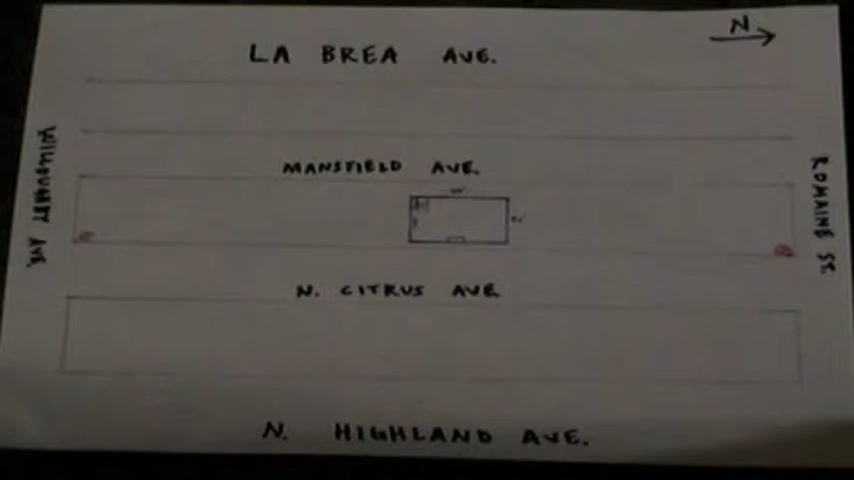 N
LA BREA AVE.
MANSFIELD AVE.
N. CITRUS AVE
N. HIGHLAND AVE.
WILLOUGHBY AVE.
ROMAINE ST.